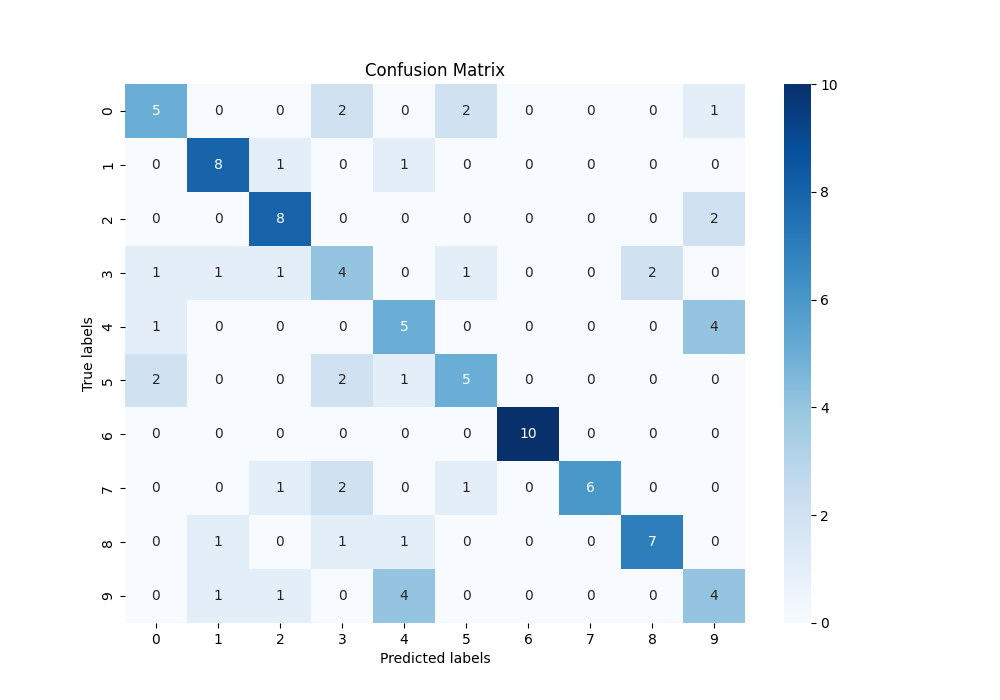 Confusion Matrix
0 5 0 0 2 0 2 0 0 0 1
1 0 8 1 0 1 0 0 0 0 0
2 0 0 8 0 0 0 0 0 0 2
3 1 1 1 4 0 1 0 0 2 0
4 1 0 0 0 5 0 0 0 0 4
5 2 0 0 2 1 5 0 0 0 0
6 0 0 0 0 0 0 10 0 0 0
7 0 0 1 2 0 1 0 6 0 0
8 0 1 0 1 1 0 0 0 7 0
9 0 1 1 0 4 0 0 0 0 4
0 1 2 3 4 5 6 7 8 9
Predicted labels
True labels
10
8
6
4
2
0